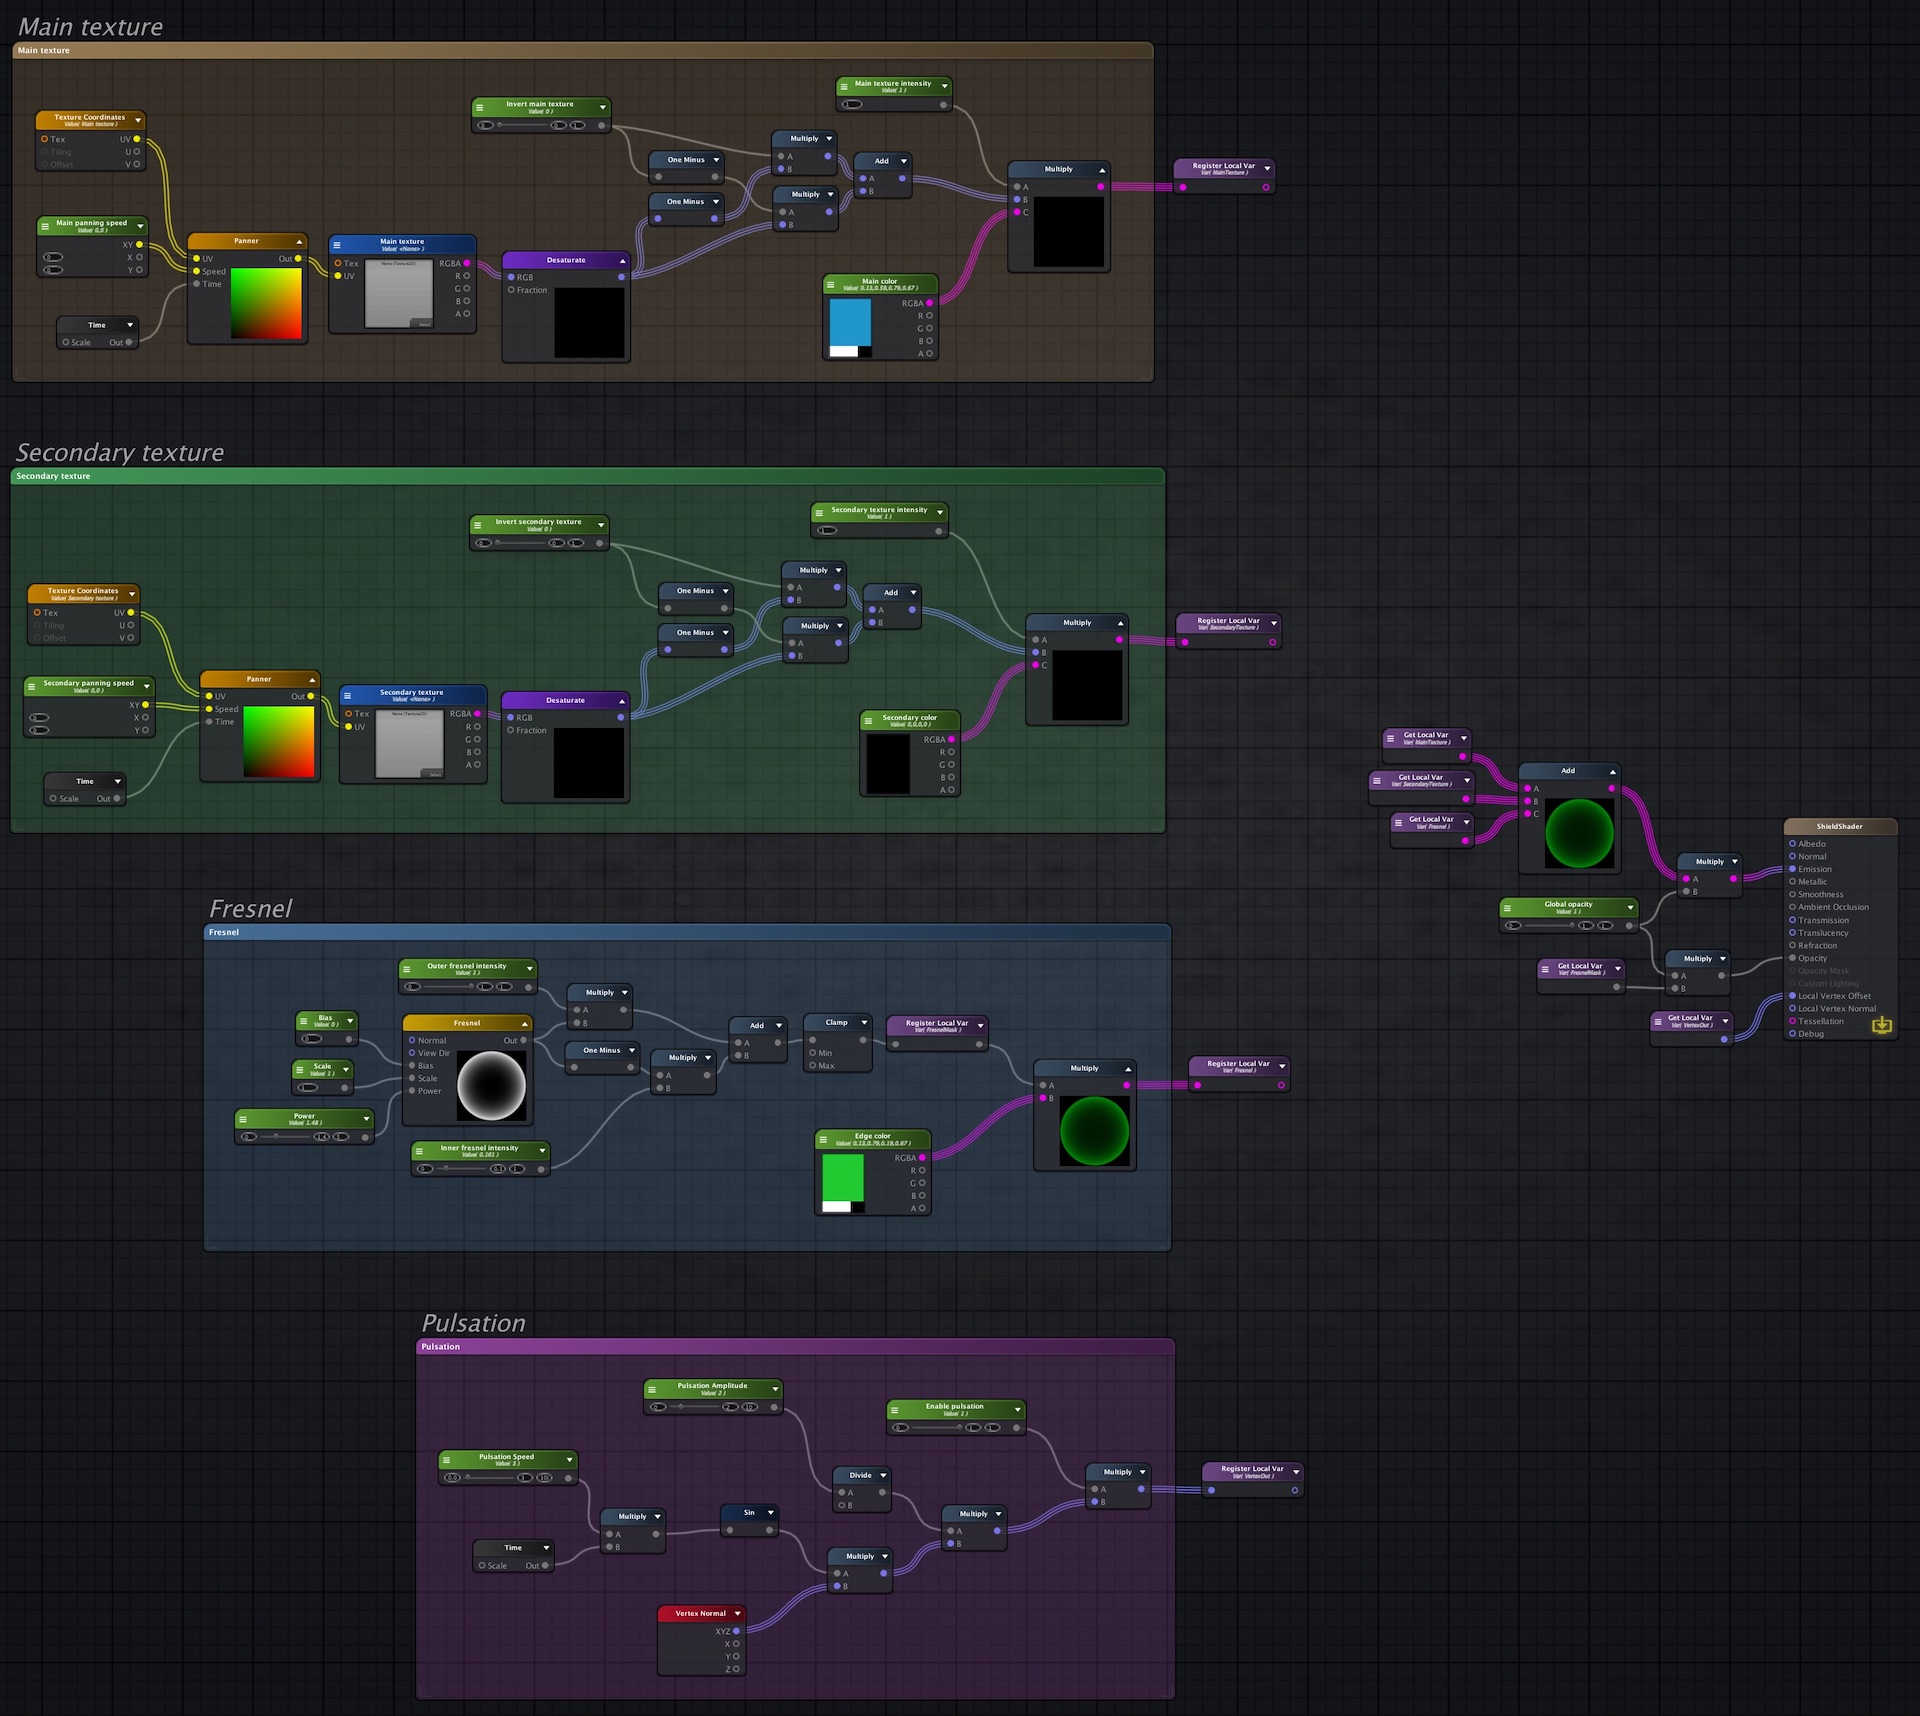 Main texture
Main texture
Main texture intensity
Value( 1 )
Invert main texture
Value( 0 )
Texture Coordinates
Value( Main texture )
Tex
UV
Tiling
U
Offset
V
Multiply
A
B
One Minus
Add
A
B
Multiply
A
B
C
Register Local Var
Var( MainTexture )
One Minus
Multiply
A
B
Main panning speed
Value( 0,0 )
XY
X
Y
Panner
UV
Out
Speed
Time
Main texture
Value( <None> )
Tex
RGBA
UV
R
G
B
A
None (Texture2D)
Select
Desaturate
RGB
Fraction
Main color
Value( 0.13,0.59,0.79,0.67 )
RGBA
R
G
B
A
Time
Scale
Out
Secondary texture
Secondary texture
Secondary texture intensity
Value( 1 )
Invert secondary texture
Value( 0 )
Texture Coordinates
Value( Secondary texture )
Tex
UV
Tiling
U
Offset
V
Multiply
A
B
One Minus
Add
A
B
Multiply
A
B
C
Register Local Var
Var( SecondaryTexture )
One Minus
Multiply
A
B
Secondary panning speed
Value( 0,0 )
XY
X
Y
Panner
UV
Out
Speed
Time
Secondary texture
Value( <None> )
Tex
RGBA
UV
R
G
B
A
None (Texture2D)
Select
Desaturate
RGB
Fraction
Secondary color
Value( 0,0,0,0 )
RGBA
R
G
B
A
Time
Scale
Out
Get Local Var
Var( MainTexture )
Get Local Var
Var( SecondaryTexture )
Get Local Var
Var( Fresnel )
Add
A
B
C
Multiply
A
B
Global opacity
Value( 1 )
Get Local Var
Var( FresnelMask )
Multiply
A
B
Get Local Var
Var( VertexOut )
ShieldShader
Albedo
Normal
Emission
Metallic
Smoothness
Ambient Occlusion
Transmission
Translucency
Refraction
Opacity
Opacity Mask
Custom Lighting
Local Vertex Offset
Local Vertex Normal
Tessellation
Debug
Fresnel
Fresnel
Outer fresnel intensity
Value( 1 )
Multiply
A
B
Bias
Value( 0 )
Scale
Value( 1 )
Power
Value( 1.48 )
Fresnel
Normal
Out
View Dir
Bias
Scale
Power
One Minus
Multiply
A
B
Add
A
B
Clamp
Min
Max
Register Local Var
Var( FresnelMask )
Multiply
A
B
Register Local Var
Var( Fresnel )
Inner fresnel intensity
Value( 0.161 )
Edge color
Value( 0.13,0.79,0.18,0.67 )
RGBA
R
G
B
A
Pulsation
Pulsation
Pulsation Amplitude
Value( 2 )
Enable pulsation
Value( 1 )
Pulsation Speed
Value( 3 )
Time
Scale
Out
Multiply
A
B
Sin
Divide
A
B
Multiply
A
B
Multiply
A
B
Multiply
A
B
Register Local Var
Var( VertexOut )
Vertex Normal
XYZ
X
Y
Z